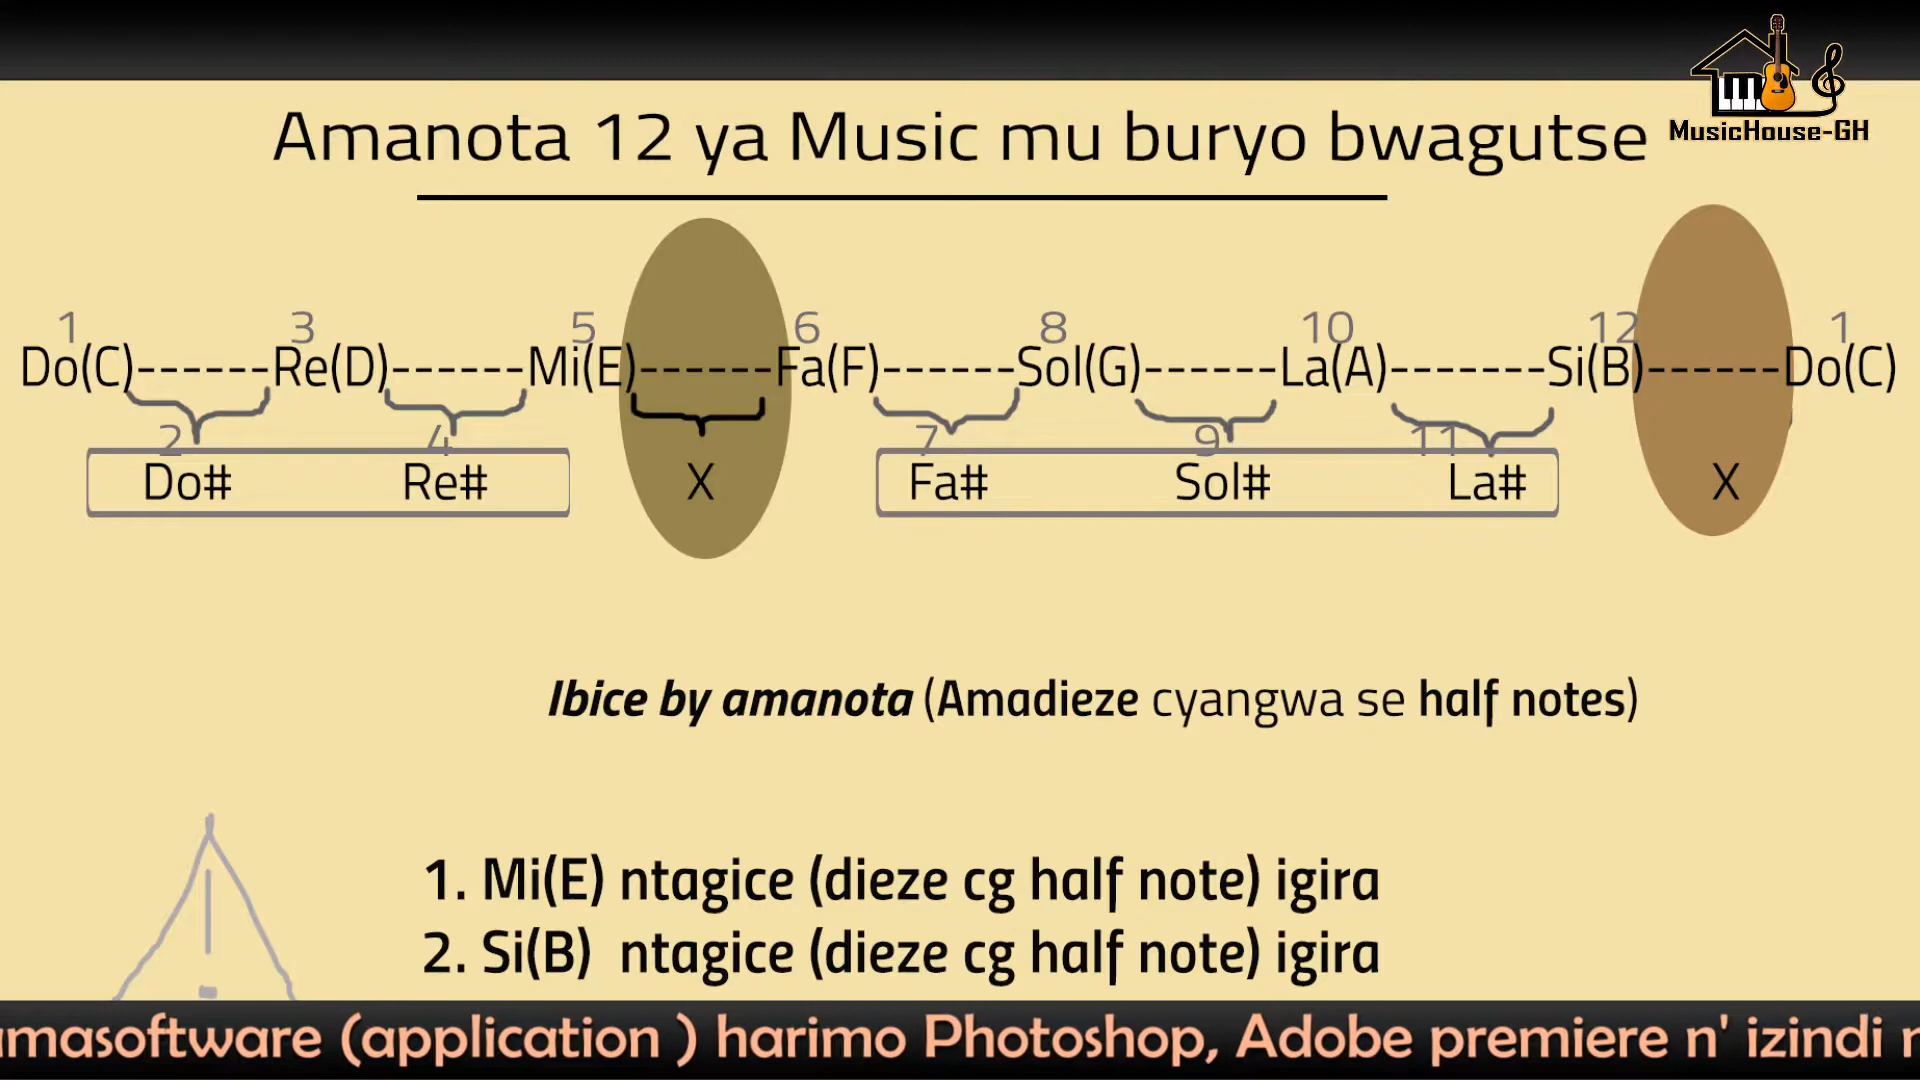 MusicHouse-GH
Amanota 12 ya Music mu buryo bwagutse
1 3 5 6 8 10 12 1
Do(C)------Re(D)------Mi(E)------Fa(F)------Sol(G)------La(A)-------Si(B)------Do(C)
2 4 7 9 11
Do# Re# X Fa# Sol# La# X
Ibice by amanota (Amadieze cyangwa se half notes)
1. Mi(E) ntagice (dieze cg half note) igira
2. Si(B) ntagice (dieze cg half note) igira
amasoftware (application ) harimo Photoshop, Adobe premiere n' izindi